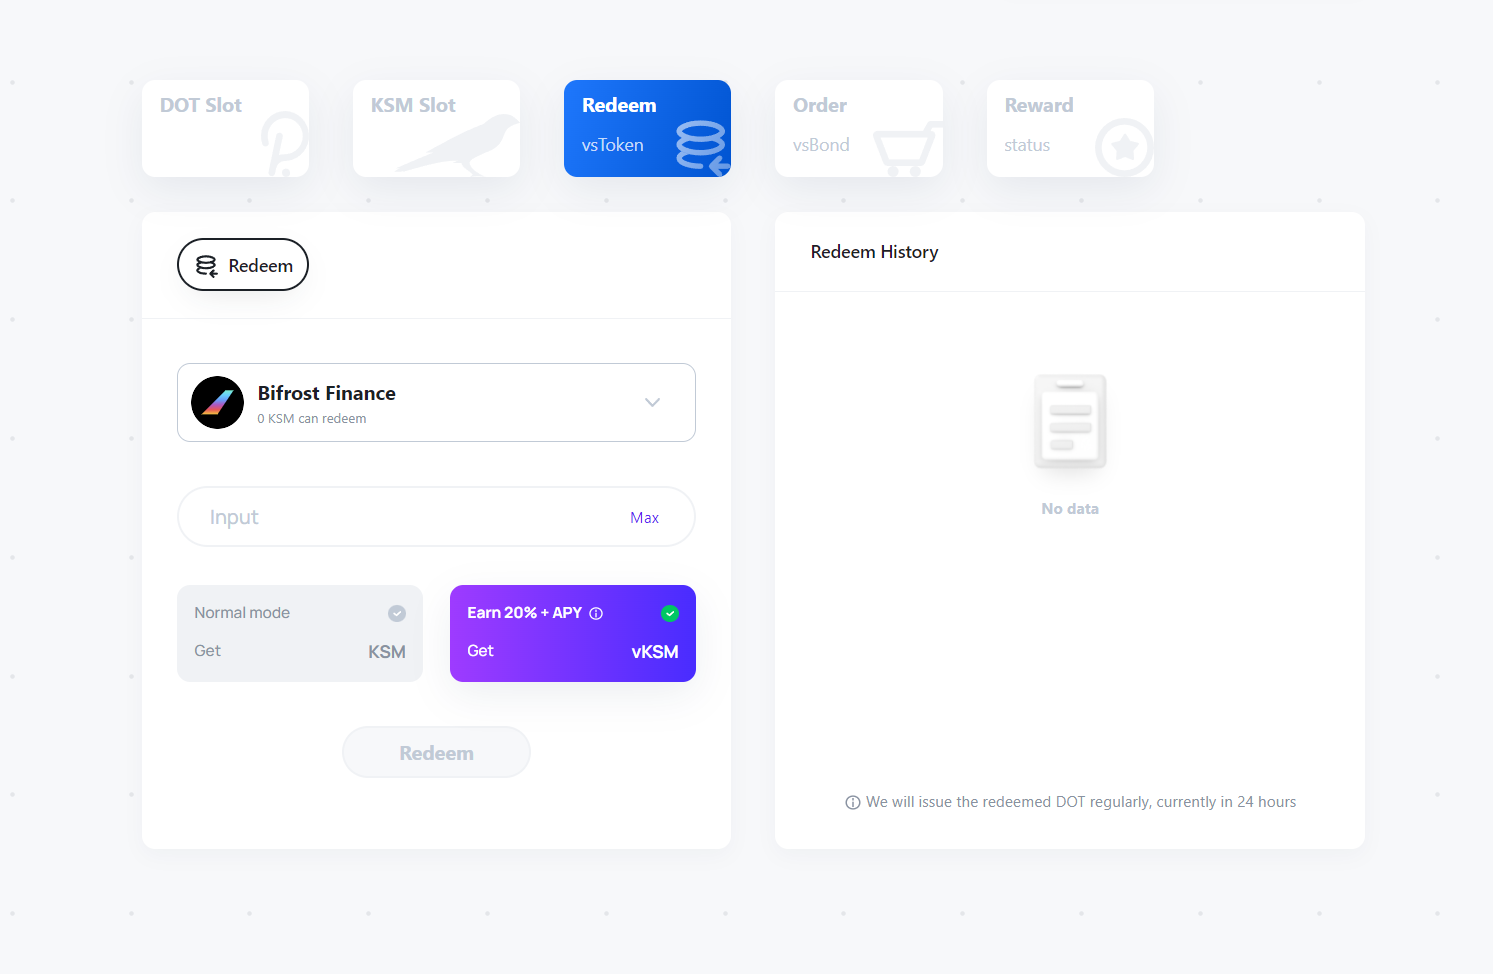 DOT Slot
KSM Slot
Redeem
vsToken
Order
vsBond
Reward
status
Redeem
Bifrost Finance
0 KSM can redeem
Input
Max
Normal mode
Get
KSM
Earn 20% + APY
Get
vKSM
Redeem
Redeem History
No data
We will issue the redeemed DOT regularly, currently in 24 hours